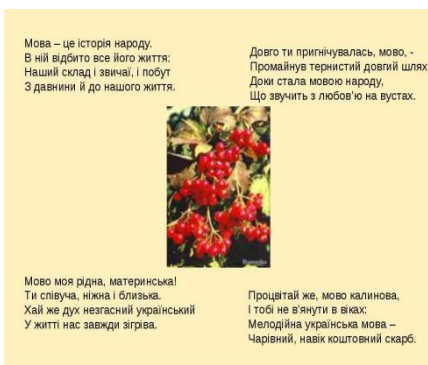 Мова – це історія народу.
В ній відбито все його життя:
Наший склад і звичаї, і побут
З давнини й до нашого життя.
Довго ти пригнічувалась, мово, -
Промайнув тернистий довгий шлях
Доки стала мовою народу,
Що звучить з любов'ю на вустах.
Мово моя рідна, материнська!
Ти співуча, ніжна і близька.
Хай же дух незгасний український
У житті нас завжди зігріва.
Процвітай же, мово калинова,
І тобі не в'янути в віках:
Мелодійна українська мова –
Чарівний, навік коштовний скарб.